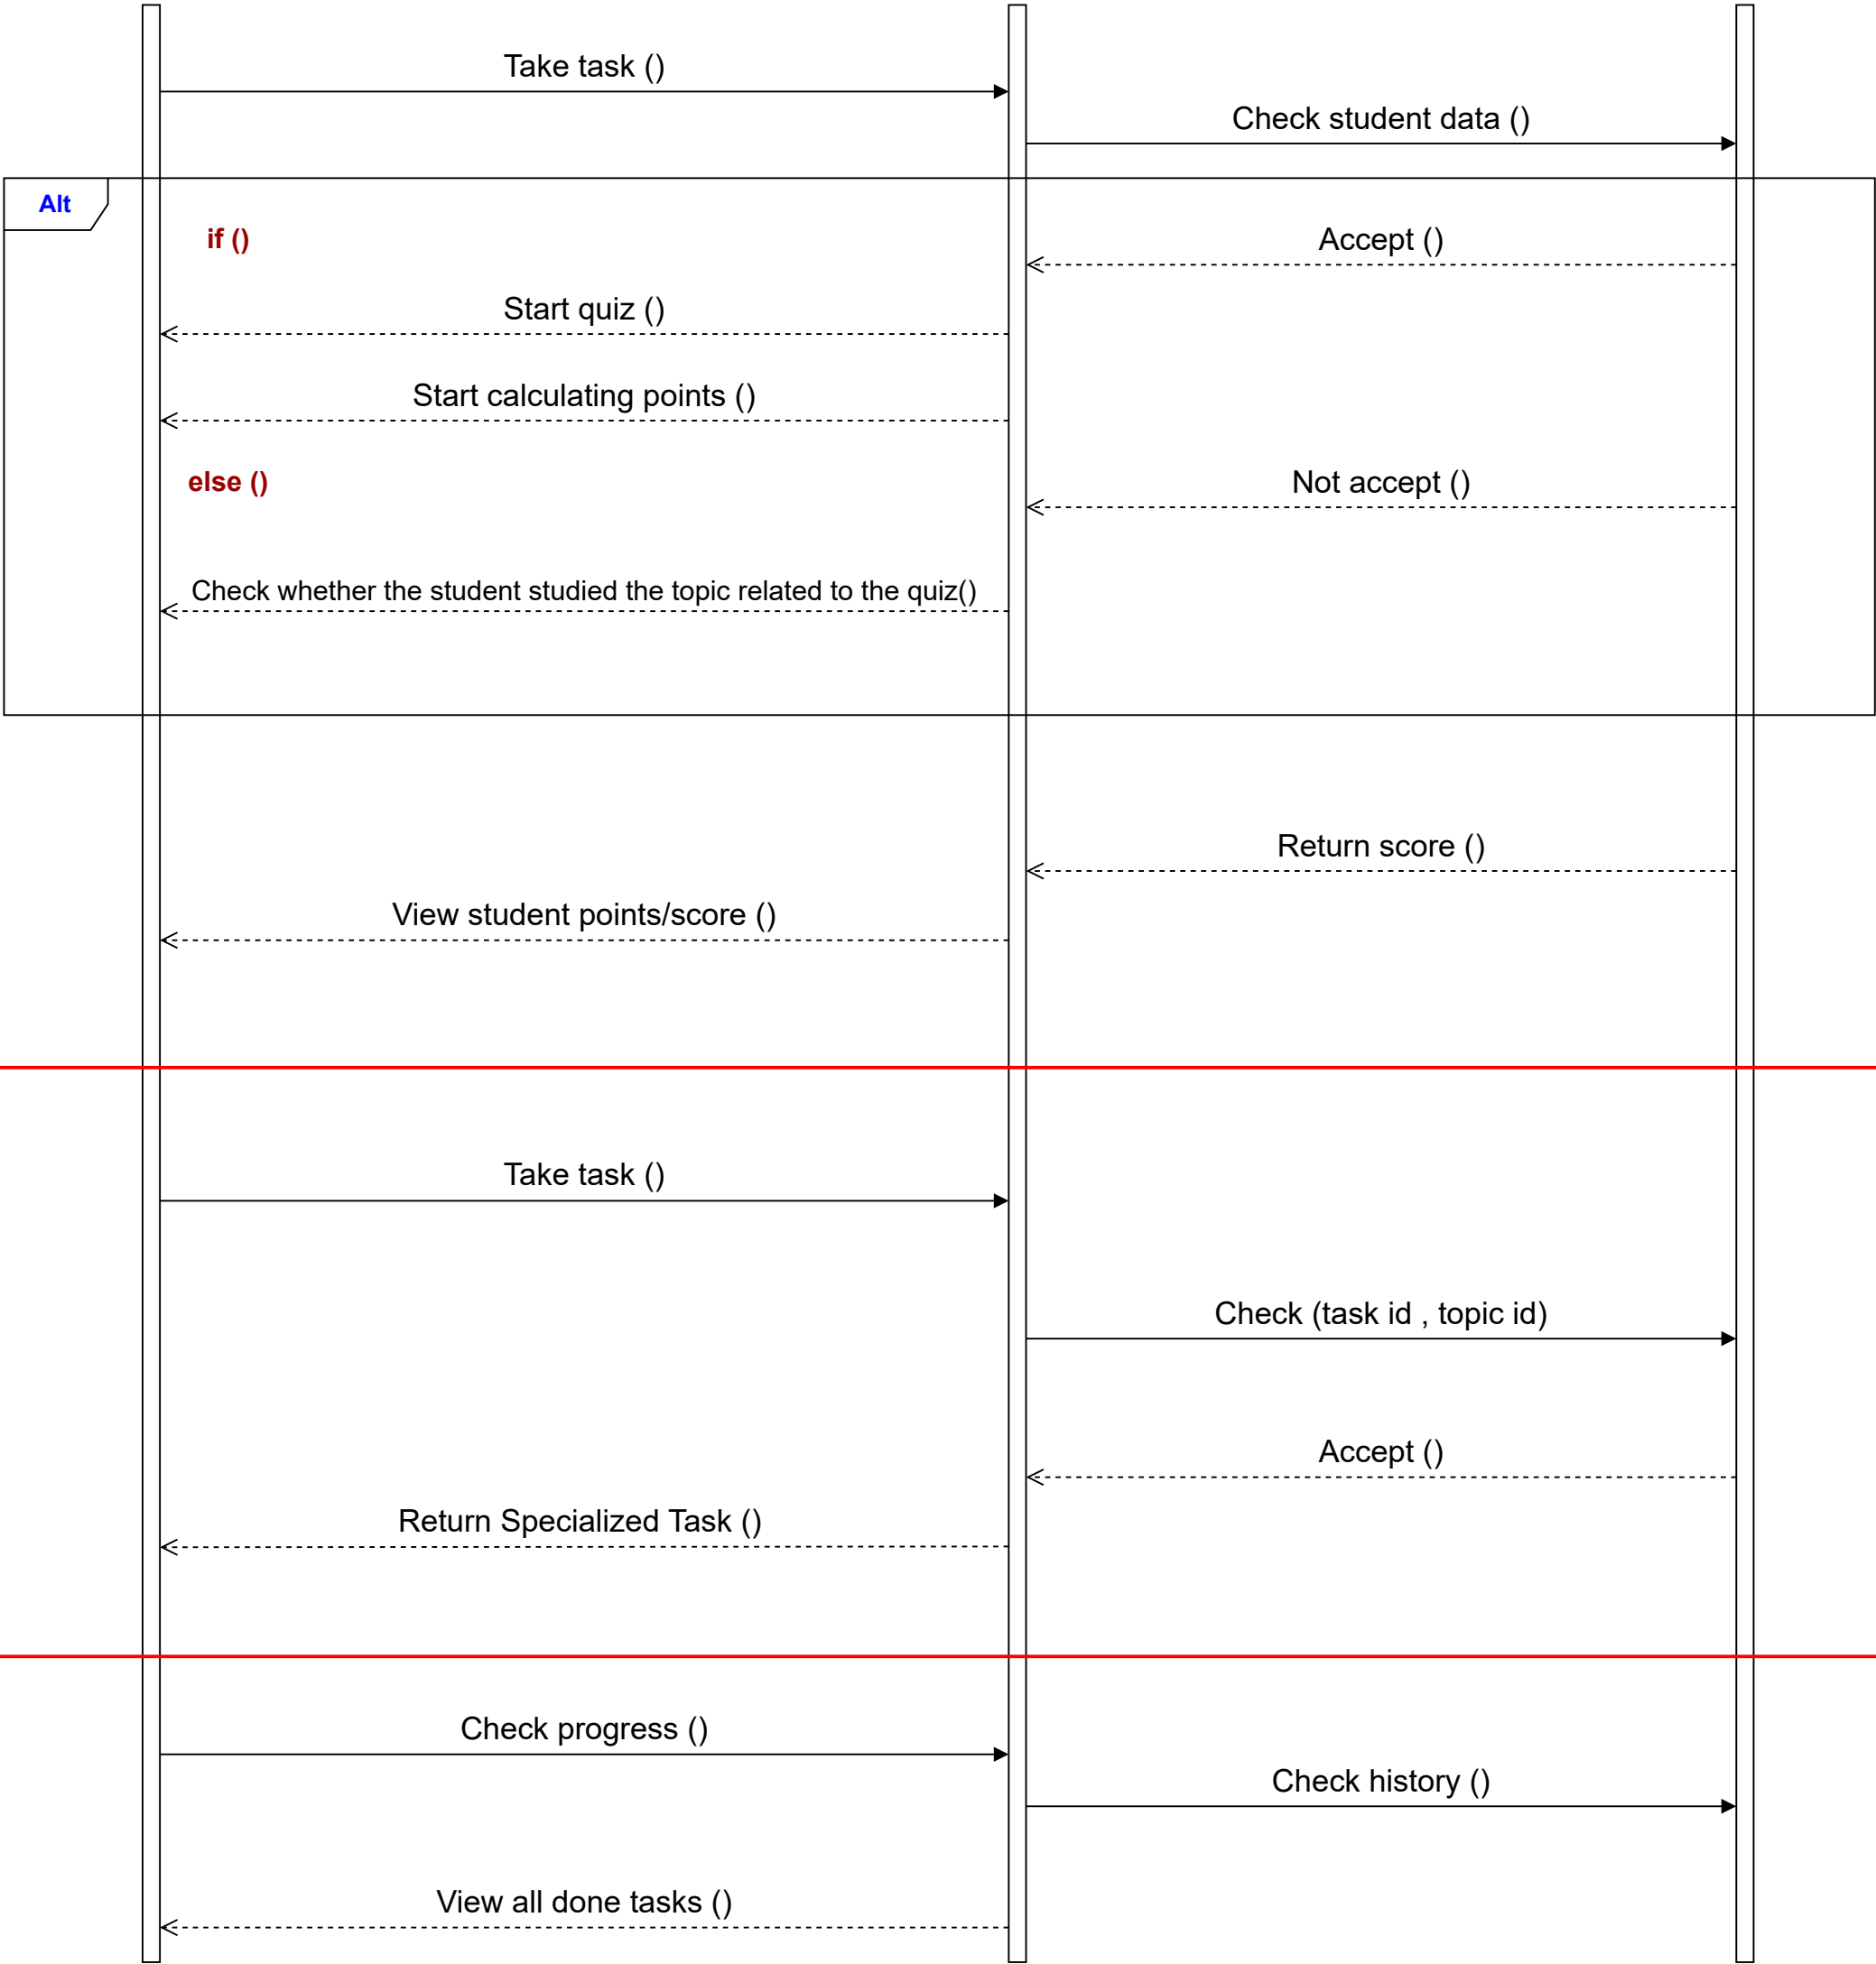 Take task ()
Check student data ()
Alt
if ()
Accept ()
Start quiz ()
Start calculating points ()
else ()
Not accept ()
Check whether the student studied the topic related to the quiz()
Return score ()
View student points/score ()
Take task ()
Check (task id , topic id)
Accept ()
Return Specialized Task ()
Check progress ()
Check history ()
View all done tasks ()